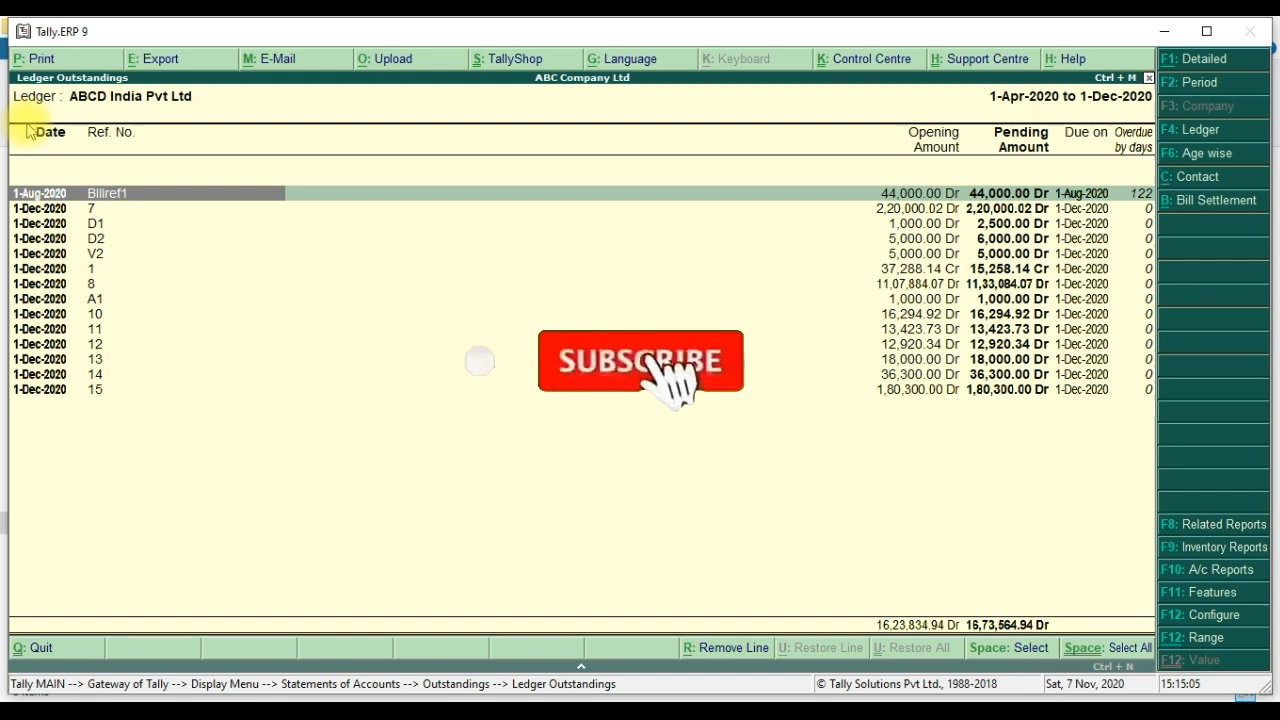 Tally.ERP 9
P: Print E: Export M: E-Mail O: Upload S: TallyShop G: Language K: Keyboard K: Control Centre H: Support Centre H: Help
Ledger Outstandings ABC Company Ltd Ctrl + M
Ledger : ABCD India Pvt Ltd 1-Apr-2020 to 1-Dec-2020
Date Ref. No. Opening Amount Pending Amount Due on Overdue by days
1-Aug-2020 Bllref1 44,000.00 Dr 44,000.00 Dr 1-Aug-2020 122
1-Dec-2020 7 2,20,000.02 Dr 2,20,000.02 Dr 1-Dec-2020 0
1-Dec-2020 D1 1,000.00 Dr 2,500.00 Dr 1-Dec-2020 0
1-Dec-2020 D2 5,000.00 Dr 6,000.00 Dr 1-Dec-2020 0
1-Dec-2020 V2 5,000.00 Dr 5,000.00 Dr 1-Dec-2020 0
1-Dec-2020 1 37,288.14 Cr 15,258.14 Cr 1-Dec-2020 0
1-Dec-2020 8 11,07,884.07 Dr 11,33,084.07 Dr 1-Dec-2020 0
1-Dec-2020 A1 1,000.00 Dr 1,000.00 Dr 1-Dec-2020 0
1-Dec-2020 10 16,294.92 Dr 16,294.92 Dr 1-Dec-2020 0
1-Dec-2020 11 13,423.73 Dr 13,423.73 Dr 1-Dec-2020 0
1-Dec-2020 12 12,920.34 Dr 12,920.34 Dr 1-Dec-2020 0
1-Dec-2020 13 18,000.00 Dr 18,000.00 Dr 1-Dec-2020 0
1-Dec-2020 14 36,300.00 Dr 36,300.00 Dr 1-Dec-2020 0
1-Dec-2020 15 1,80,300.00 Dr 1,80,300.00 Dr 1-Dec-2020 0
SUBSCRIBE
16,23,834.94 Dr 16,73,564.94 Dr
F1: Detailed
F2: Period
F3: Company
F4: Ledger
F6: Age wise
C: Contact
B: Bill Settlement
F8: Related Reports
F9: Inventory Reports
F10: A/c Reports
F11: Features
F12: Configure
F12: Range
F12: Value
Q: Quit R: Remove Line U: Restore Line U: Restore All Space: Select Space: Select All
Ctrl + N
Tally MAIN --> Gateway of Tally --> Display Menu --> Statements of Accounts --> Outstandings --> Ledger Outstandings © Tally Solutions Pvt Ltd., 1988-2018 Sat, 7 Nov, 2020 15:15:05